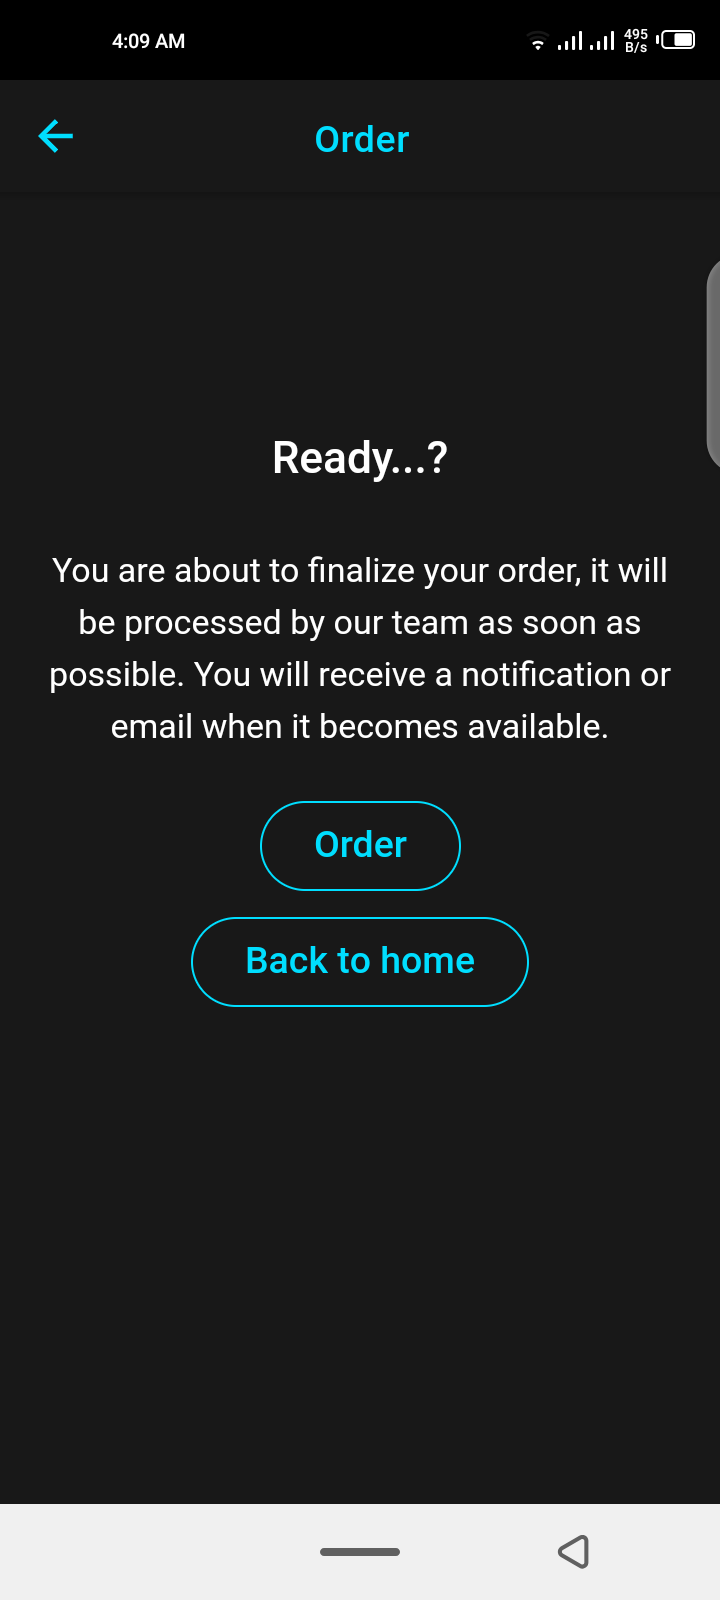 4:09 AM
495
B/s
Order
Ready...?
You are about to finalize your order, it will
be processed by our team as soon as
possible. You will receive a notification or
email when it becomes available.
Order
Back to home